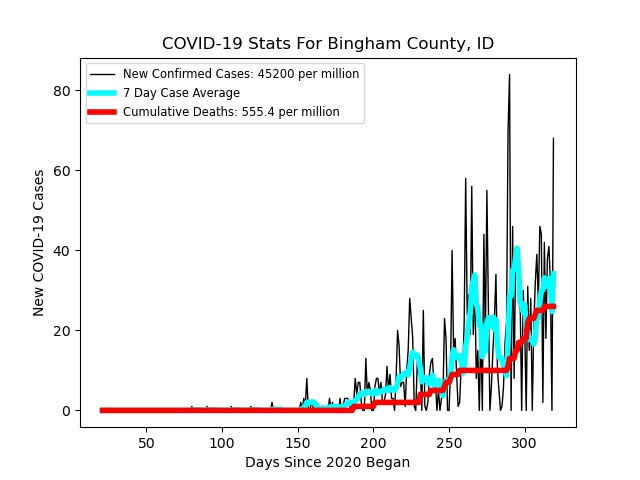 COVID-19 Stats For Bingham County, ID
New Confirmed Cases: 45200 per million
7 Day Case Average
Cumulative Deaths: 555.4 per million
New COVID-19 Cases
80
60
40
20
0
50 100 150 200 250 300
Days Since 2020 Began